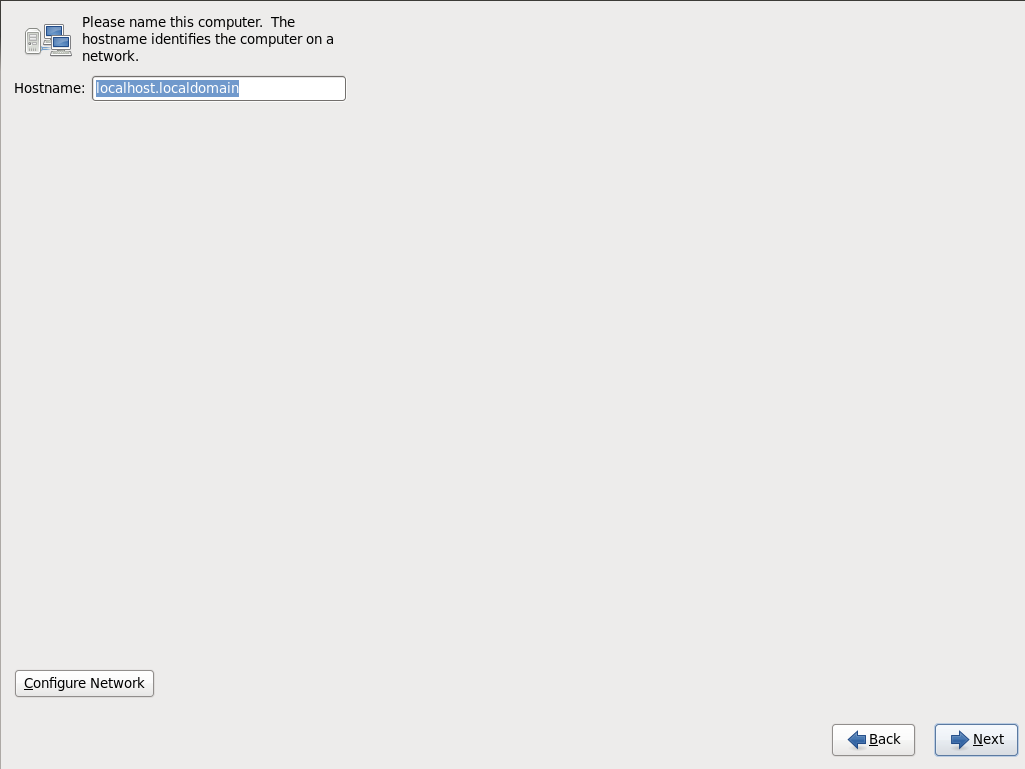 Please name this computer.  The
hostname identifies the computer on a
network.
Hostname: localhost.localdomain
Configure Network
Back Next